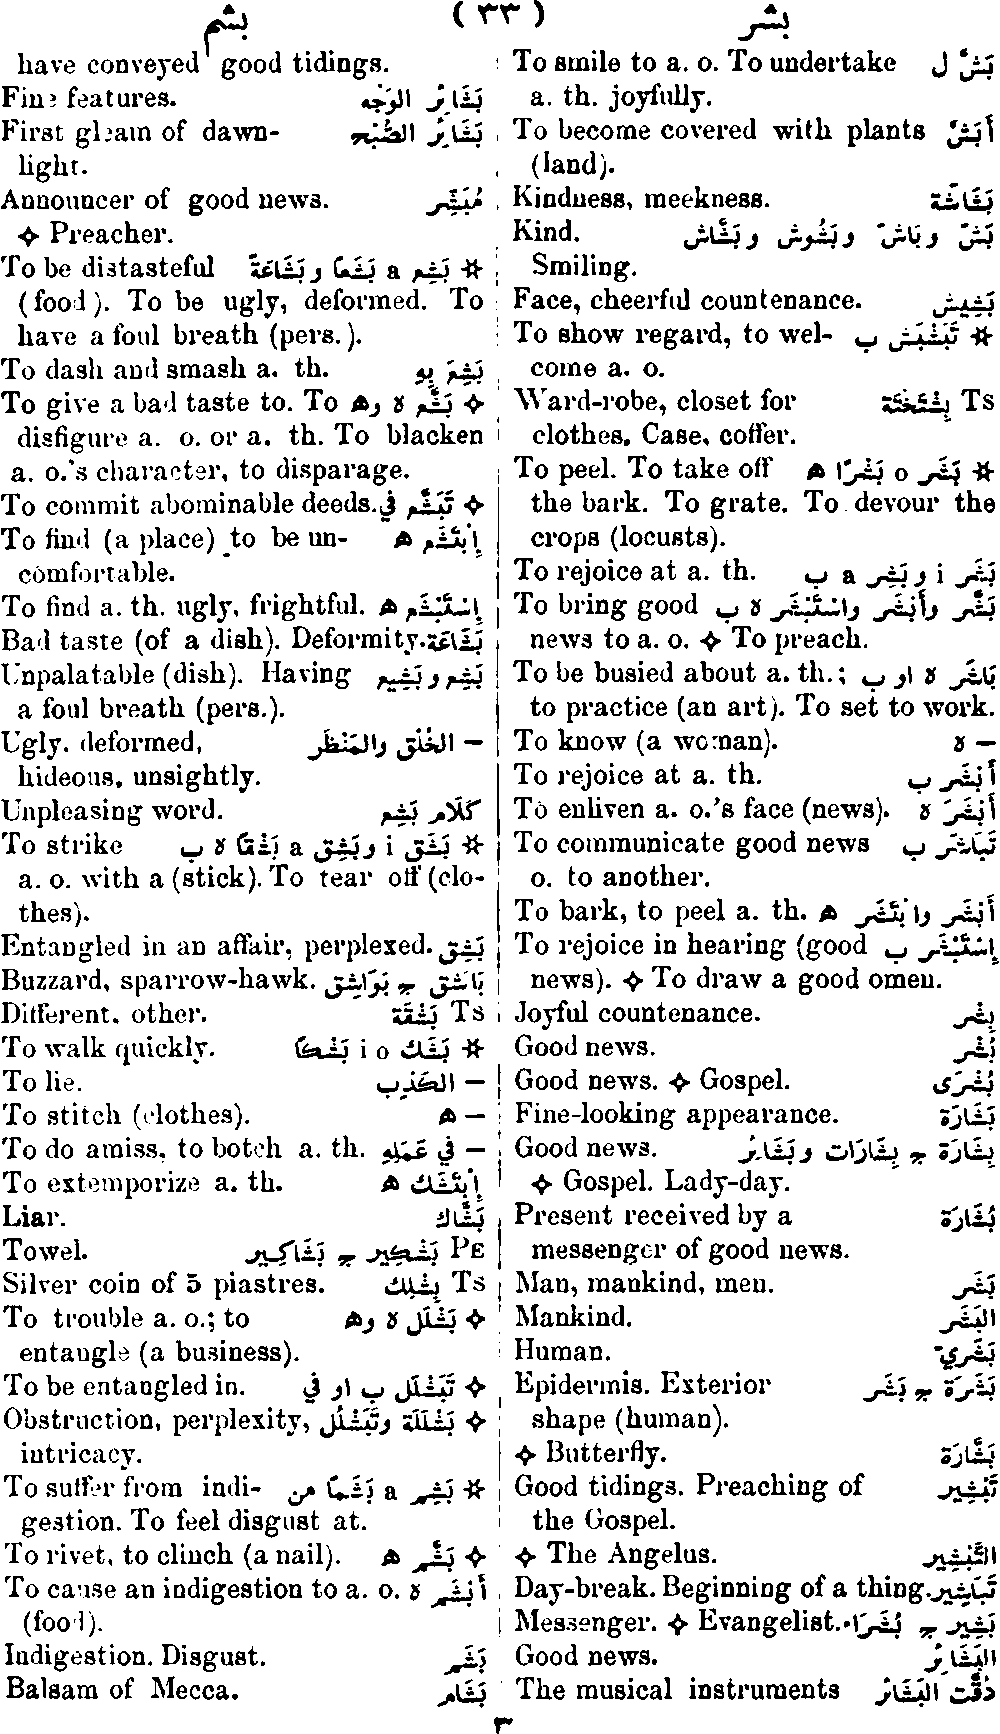 بشر ( ٣٣ ) بشم
To smile to a. o. To undertake بَشَّ ل
a. th. joyfully.
To become covered with plants أَبَشَّ
(land).
Kindness, meekness. بَشَاشَة
Kind. بَشّ وبَاشّ وبَشُوش وبَشَّاش
Smiling.
Face, cheerful countenance. بَشِيش
To show regard, to wel- تَبَشْبَش ب *
come a. o.
Ward-robe, closet for بِشْتَخْتَة Ts
clothes. Case, coffer.
To peel. To take off بَشَر o بَشْرًا ه *
the bark. To grate. To devour the
crops (locusts).
To rejoice at a. th. بَشَر i وبَشِر a ب
To bring good بَشَّر وأَبْشَر واسْتَبْشَر ه ب
news to a. o. ✧ To preach.
To be busied about a. th.; بَاشَر ه او ب
to practice (an art). To set to work.
To know (a woman). — ه
To rejoice at a. th. أَبْشَر ب
To enliven a. o.'s face (news). أَبْشَرَ ه
To communicate good news تَبَاشَرَ ب
o. to another.
To bark, to peel a. th. أَبْشَر وابْتَشَر ه
To rejoice in hearing (good إِسْتَبْشَر ب
news). ✧ To draw a good omen.
Joyful countenance. بِشْر
Good news. بُشْر
Good news. ✧ Gospel. بُشْرَى
Fine-looking appearance. بَشَارَة
Good news. بِشَارَة ج بِشَارَات وبَشَائِر
✧ Gospel. Lady-day.
Present received by a بُشَارَة
messenger of good news.
Man, mankind, men. بَشَر
Mankind. البَشَر
Human. بَشَرِيّ
Epidermis. Exterior بَشَرَة ج بَشَر
shape (human).
✧ Butterfly. بَشَّارَة
Good tidings. Preaching of تَبْشِير
the Gospel.
✧ The Angelus. التَّبْشِير
Day-break. Beginning of a thing. تَبَاشِير
Messenger. ✧ Evangelist. بَشِير ج بُشَرَاء
Good news. البَشَائِر
The musical instruments دُقَّت البَشَائر
have conveyed good tidings.
Fine features. بَشَائِر الوَجْه
First gleam of dawn- بَشَائِر الصُّبْح
light.
Announcer of good news. مُبَشِّر
✧ Preacher.
To be distasteful بَشِع a بَشَعًا وبَشَاعَةً *
(food). To be ugly, deformed. To
have a foul breath (pers.).
To dash and smash a. th. بَشِعَ بِهِ
To give a bad taste to. To بَشَّع ه وه ✧
disfigure a. o. or a. th. To blacken
a. o.'s character, to disparage.
To commit abominable deeds. تَبَشَّع في ✧
To find (a place) to be un- إِبْتَشَع ه
comfortable.
To find a. th. ugly, frightful. إِسْتَبْشَع ه
Bad taste (of a dish). Deformity. بَشَاعَة
Unpalatable (dish). Having بَشِع وبَشِيع
a foul breath (pers.).
Ugly, deformed, — الخُلْق والمَنْظَر
hideous, unsightly.
Unpleasing word. كَلَام بَشِع
To strike بَشَق i وبَشِق a بَشْقًا ه ب *
a. o. with a (stick). To tear off (clo-
thes).
Entangled in an affair, perplexed. بَشِق
Buzzard, sparrow-hawk. بَاشَق ج بَوَاشِق
Different, other. بَشْقَة Ts
To walk quickly. بَشَك i o بَشْكًا *
To lie. — الكَذِب
To stitch (clothes). — ه
To do amiss, to botch a. th. — في عَمَلِهِ
To extemporize a. th. إِبْتَشَك ه
Liar. بَشَّاك
Towel. بَشْكِير ج بَشَاكِير Pe
Silver coin of 5 piastres. بِشْلِك Ts
To trouble a. o.; to بَشْلَل ه وه ✧
entangle (a business).
To be entangled in. تَبَشْلَل ب او في ✧
Obstruction, perplexity, بَشْلَلَة وتَبَشْلُل ✧
intricacy.
To suffer from indi- بَشِم a بَشَمًا من *
gestion. To feel disgust at.
To rivet, to clinch (a nail). بَشَّم ه ✧
To cause an indigestion to a. o. أَبْشَم ه
(food).
Indigestion. Disgust. بَشَم
Balsam of Mecca. بَشَام
٣